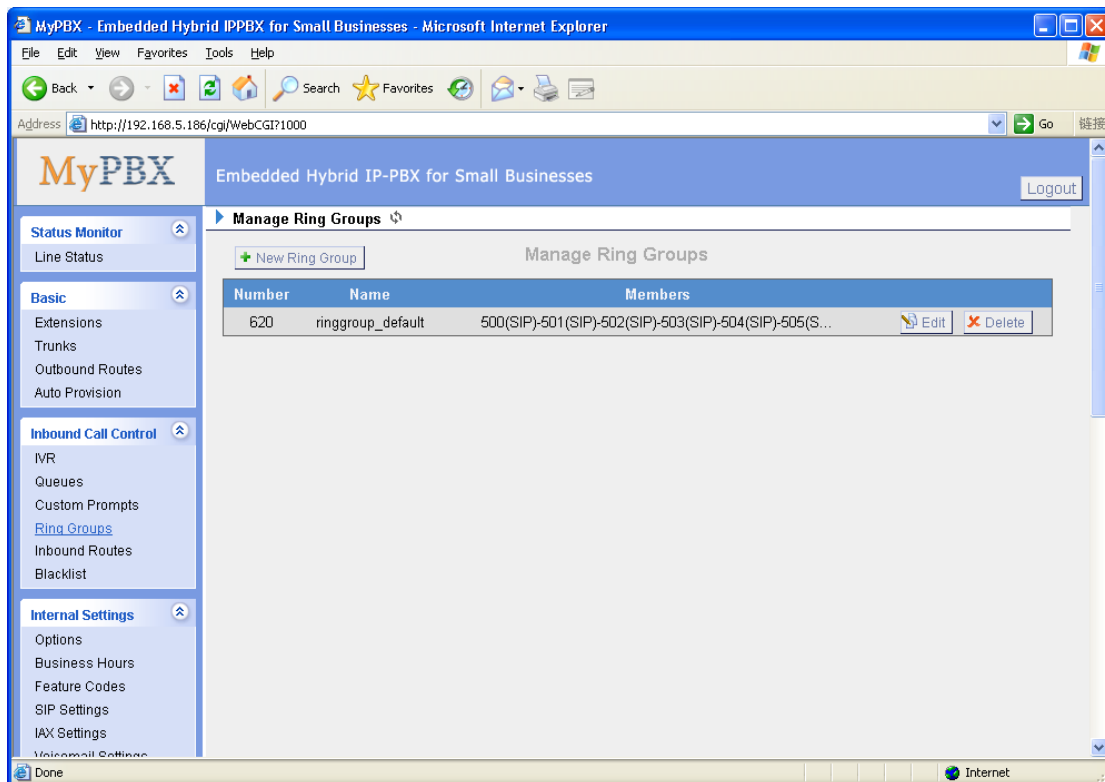 MyPBX - Embedded Hybrid IPPBX for Small Businesses - Microsoft Internet Explorer
File Edit View Favorites Tools Help
Back Search Favorites
Address http://192.168.5.186/cgi/WebCGI?1000 Go 链接
MyPBX
Embedded Hybrid IP-PBX for Small Businesses
Logout
Manage Ring Groups
New Ring Group
Manage Ring Groups
Number Name Members
620 ringgroup_default 500(SIP)-501(SIP)-502(SIP)-503(SIP)-504(SIP)-505(S... Edit Delete
Status Monitor
Line Status
Basic
Extensions
Trunks
Outbound Routes
Auto Provision
Inbound Call Control
IVR
Queues
Custom Prompts
Ring Groups
Inbound Routes
Blacklist
Internal Settings
Options
Business Hours
Feature Codes
SIP Settings
IAX Settings
Voicemail Settings
Done Internet